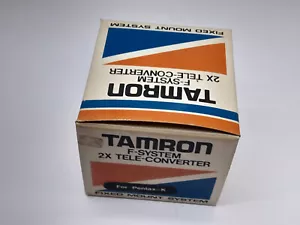 FIXED MOUNT SYSTEM
TAMRON
F-SYSTEM
2X TELE-CONVERTER
TAMRON
F-SYSTEM
2X TELE-CONVERTER
For Pentax-K
FIXED MOUNT SYSTEM